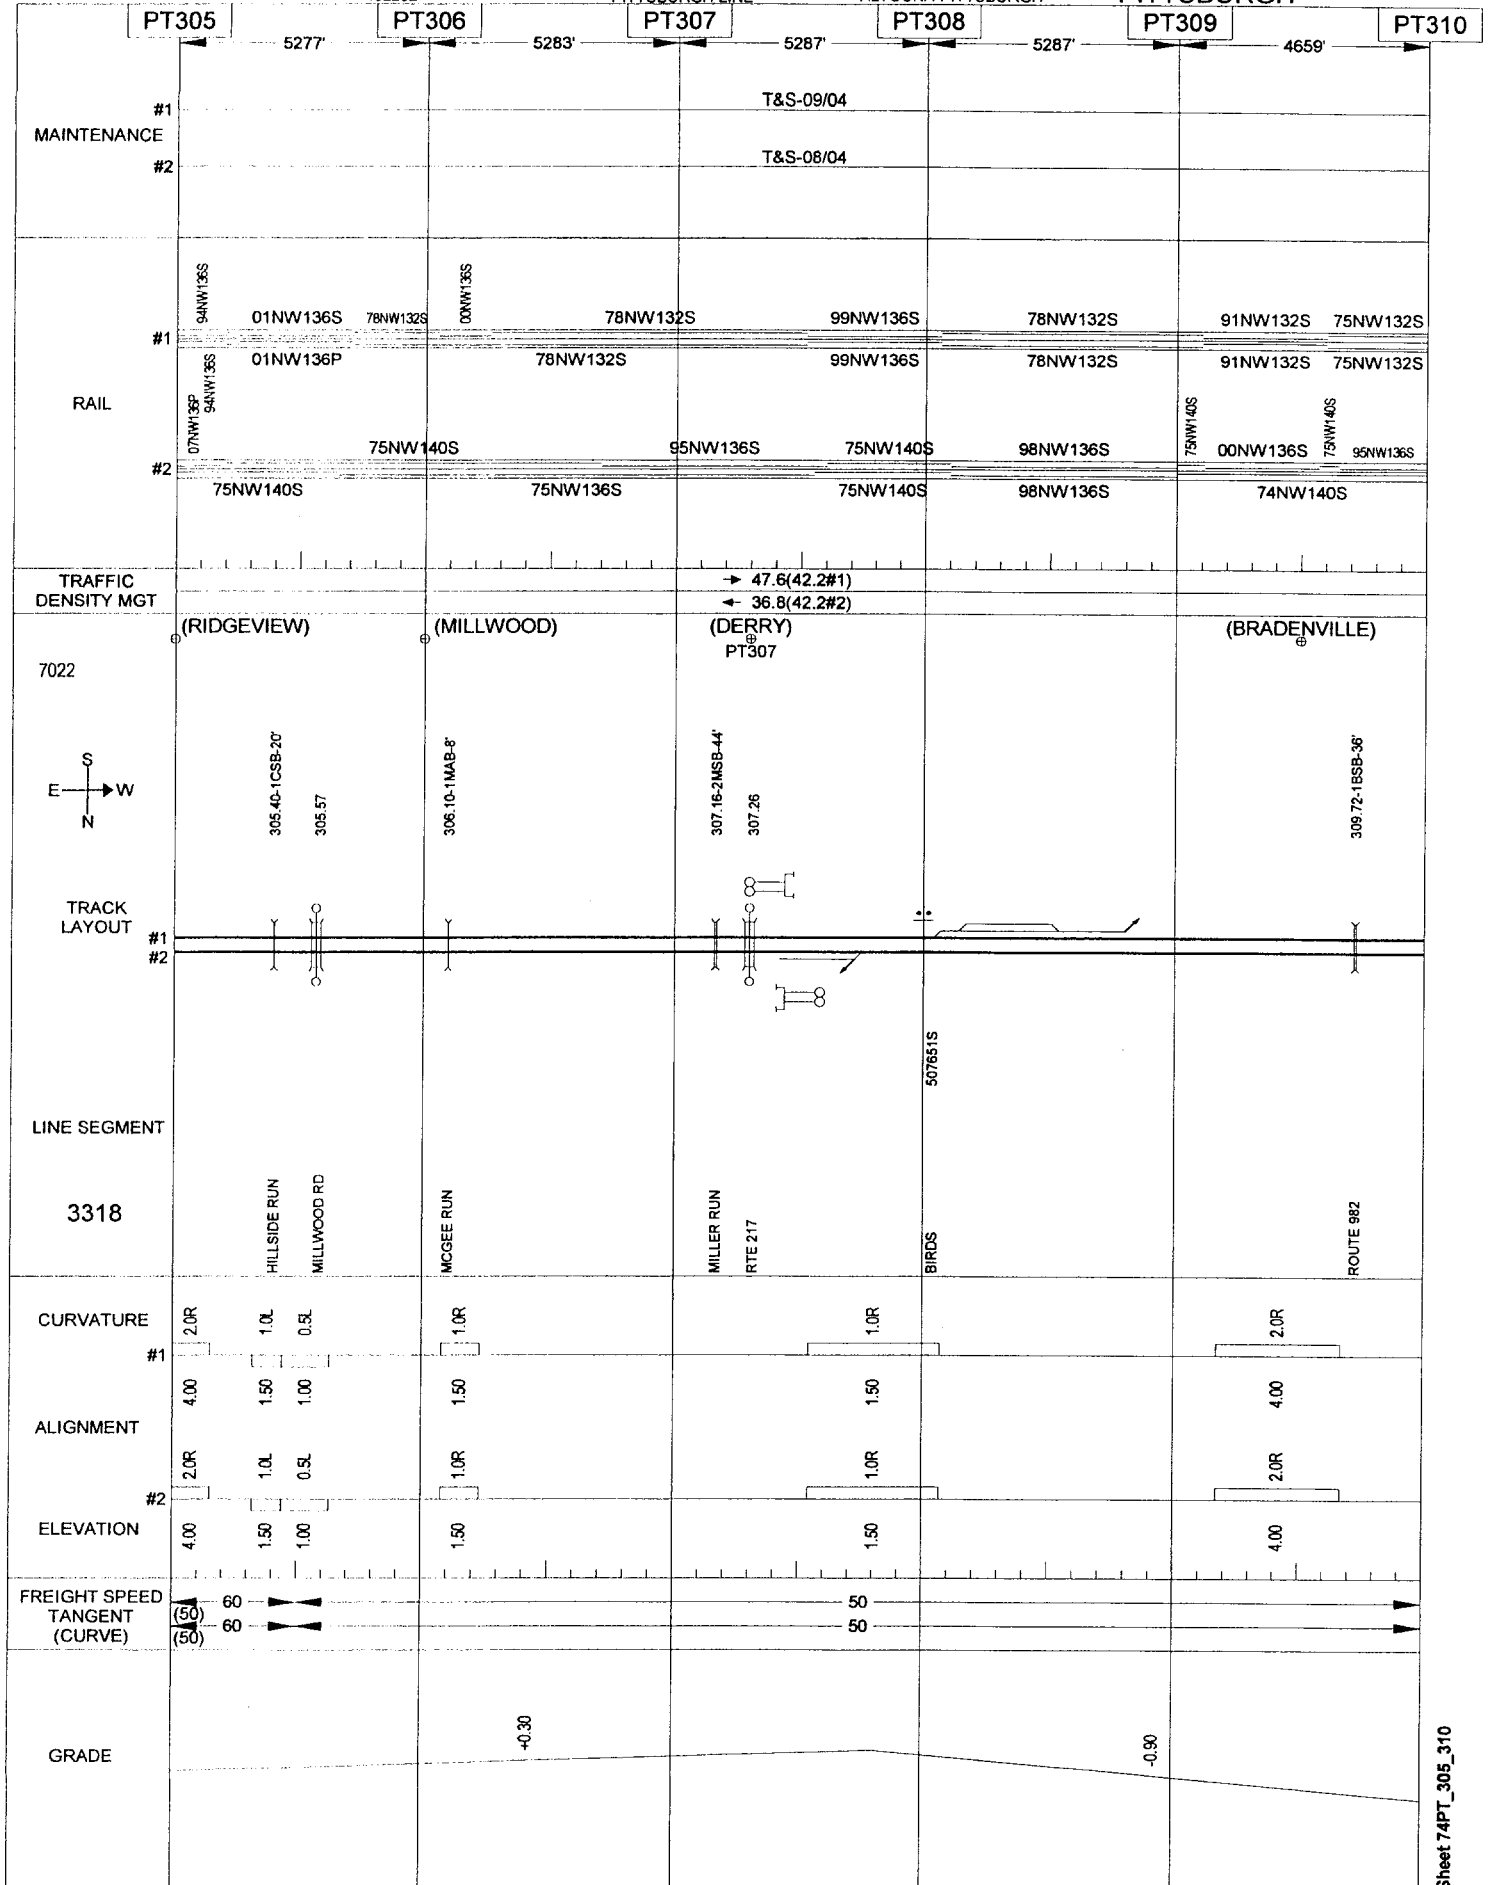 PT305 PT306 PT307 PT308 PT309 PT310
5277' 5283' 5287' 5287' 4659'
MAINTENANCE
#1 T&S-09/04
#2 T&S-08/04
RAIL
94NW136S 01NW136S 78NW132S 00NW136S 78NW132S 99NW136S 78NW132S 91NW132S 75NW132S
#1
01NW136P 78NW132S 99NW136S 78NW132S 91NW132S 75NW132S
07NW136P 94NW136S 75NW140S 95NW136S 75NW140S 98NW136S 75NW140S 00NW136S 75NW140S 95NW136S
#2
75NW140S 75NW136S 75NW140S 98NW136S 74NW140S
TRAFFIC
DENSITY MGT
→ 47.6(42.2#1)
← 36.8(42.2#2)
(RIDGEVIEW) (MILLWOOD) (DERRY) (BRADENVILLE)
PT307
7022
S
E W
N
305.40-1CSB-20'
305.57
306.10-1MAB-8'
307.16-2MSB-44'
307.26
309.72-1BSB-36'
TRACK
LAYOUT
#1
#2
507651S
LINE SEGMENT
3318
HILLSIDE RUN
MILLWOOD RD
MCGEE RUN
MILLER RUN
RTE 217
BIRDS
ROUTE 982
CURVATURE
2.0R 1.0L 0.5L 1.0R 1.0R 2.0R
#1
4.00 1.50 1.00 1.50 1.50 4.00
ALIGNMENT
2.0R 1.0L 0.5L 1.0R 1.0R 2.0R
#2
ELEVATION
4.00 1.50 1.00 1.50 1.50 4.00
FREIGHT SPEED
TANGENT
(CURVE)
60 50
(50)
60 50
(50)
GRADE
+0.30
-0.90
Sheet 74PT_305_310